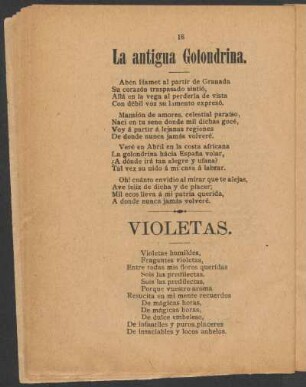 16
La antigua Golondrina.
Abén Hamet al partir de Granada
Su corazón traspasado sintió,
Allá en la vega al perderla de vista
Con débil voz su lamento expresó.
Mansión de amores, celestial paraíso,
Nací en tu seno donde mil dichas gocé,
Voy á partir á lejanas regiones
De donde nunca jamás volveré.
Veré en Abril en la costa africana
La golondrina hácia España volar,
¿A dónde irá tan alegre y ufana?
Tal vez su nido á mi casa á labrar.
Oh! cuánto envidio al mirar que te alejas,
Ave feliz de dicha y de placer;
Mil ecos lleva á mi patria querida,
A donde nunca jamás volveré.
VIOLETAS.
Violetas humildes,
Fragantes violetas,
Entre todas mis flores queridas
Sois las predilectas.
Sois las predilectas,
Porque vuestro aroma
Resucita en mi mente recuerdos
De mágicas horas,
De mágicas horas,
De dulce embeleso,
De infantiles y puros placeres
De insaciables y locos anhelos.